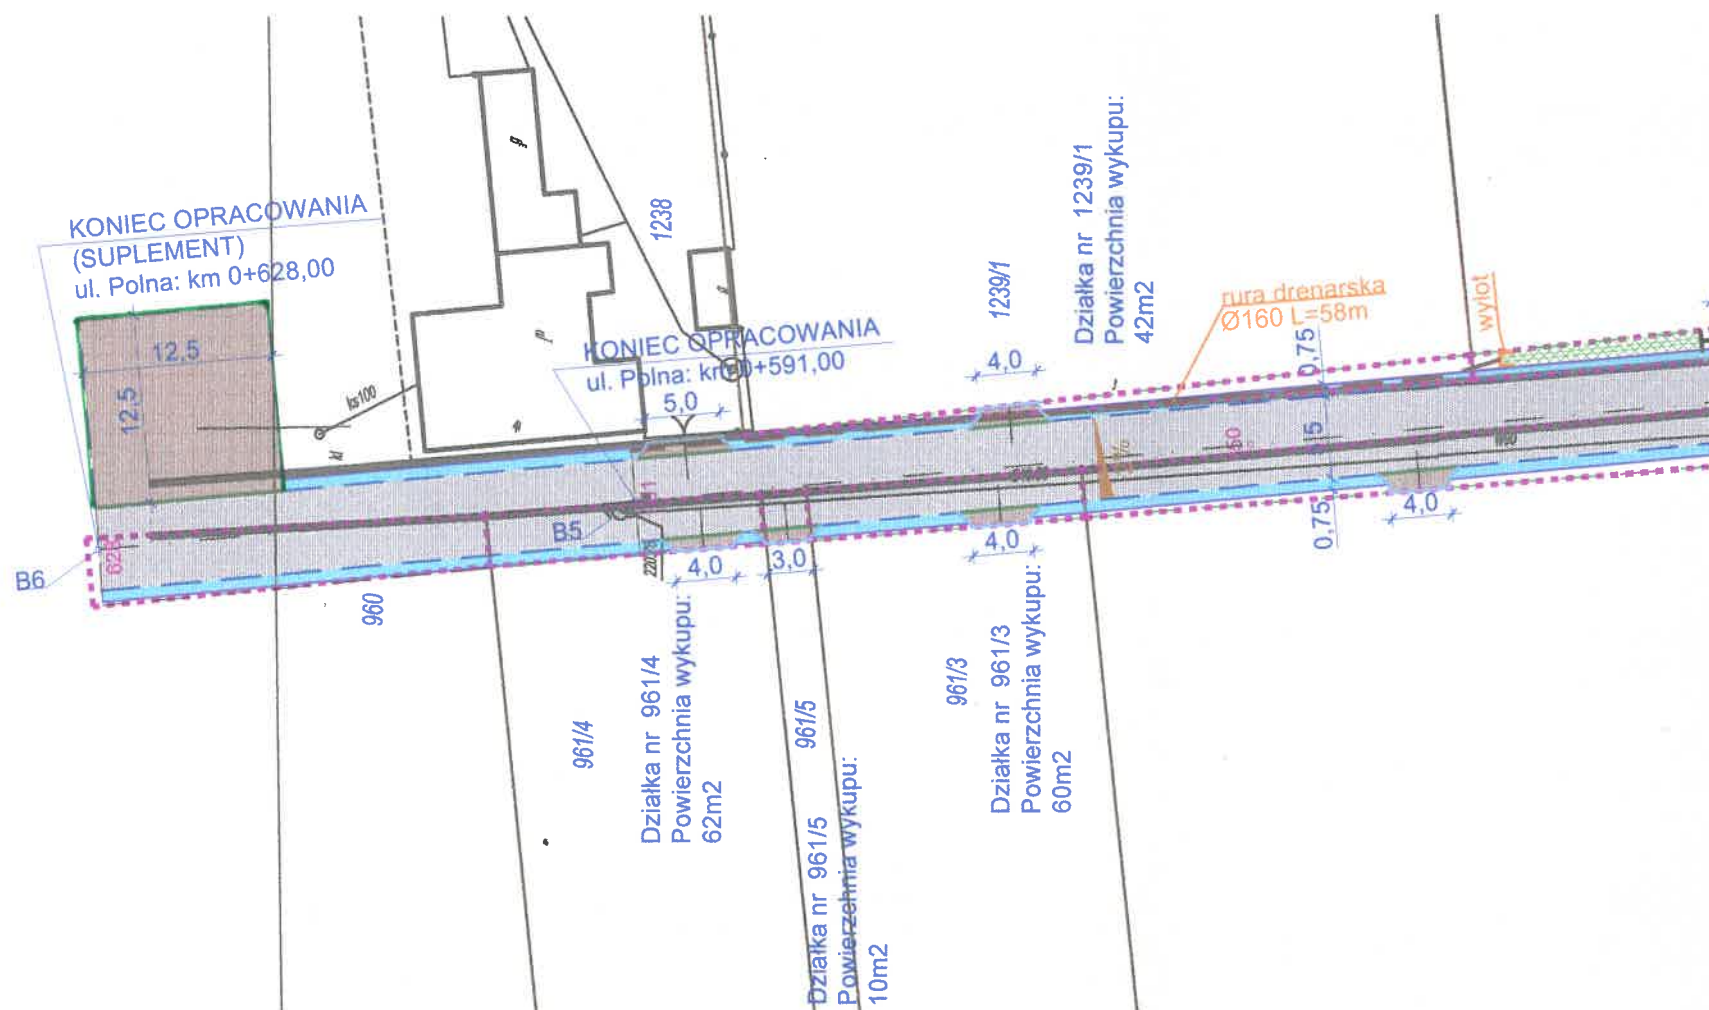 KONIEC OPRACOWANIA
(SUPLEMENT)
ul. Polna: km 0+628,00
12,5
12,5
ks100
1238
KONIEC OPRACOWANIA
ul. Polna: km 0+591,00
5,0
1239/1
4,0
Działka nr 1239/1
Powierzchnia wykupu:
42m2
rura drenarska
Ø160 L=58m
wylot
0,75
0,75
4,0
B5
B6
960
4,0
3,0
4,0
961/4
Działka nr 961/4
Powierzchnia wykupu:
62m2
961/5
Działka nr 961/5
Powierzchnia wykupu:
10m2
961/3
Działka nr 961/3
Powierzchnia wykupu:
60m2